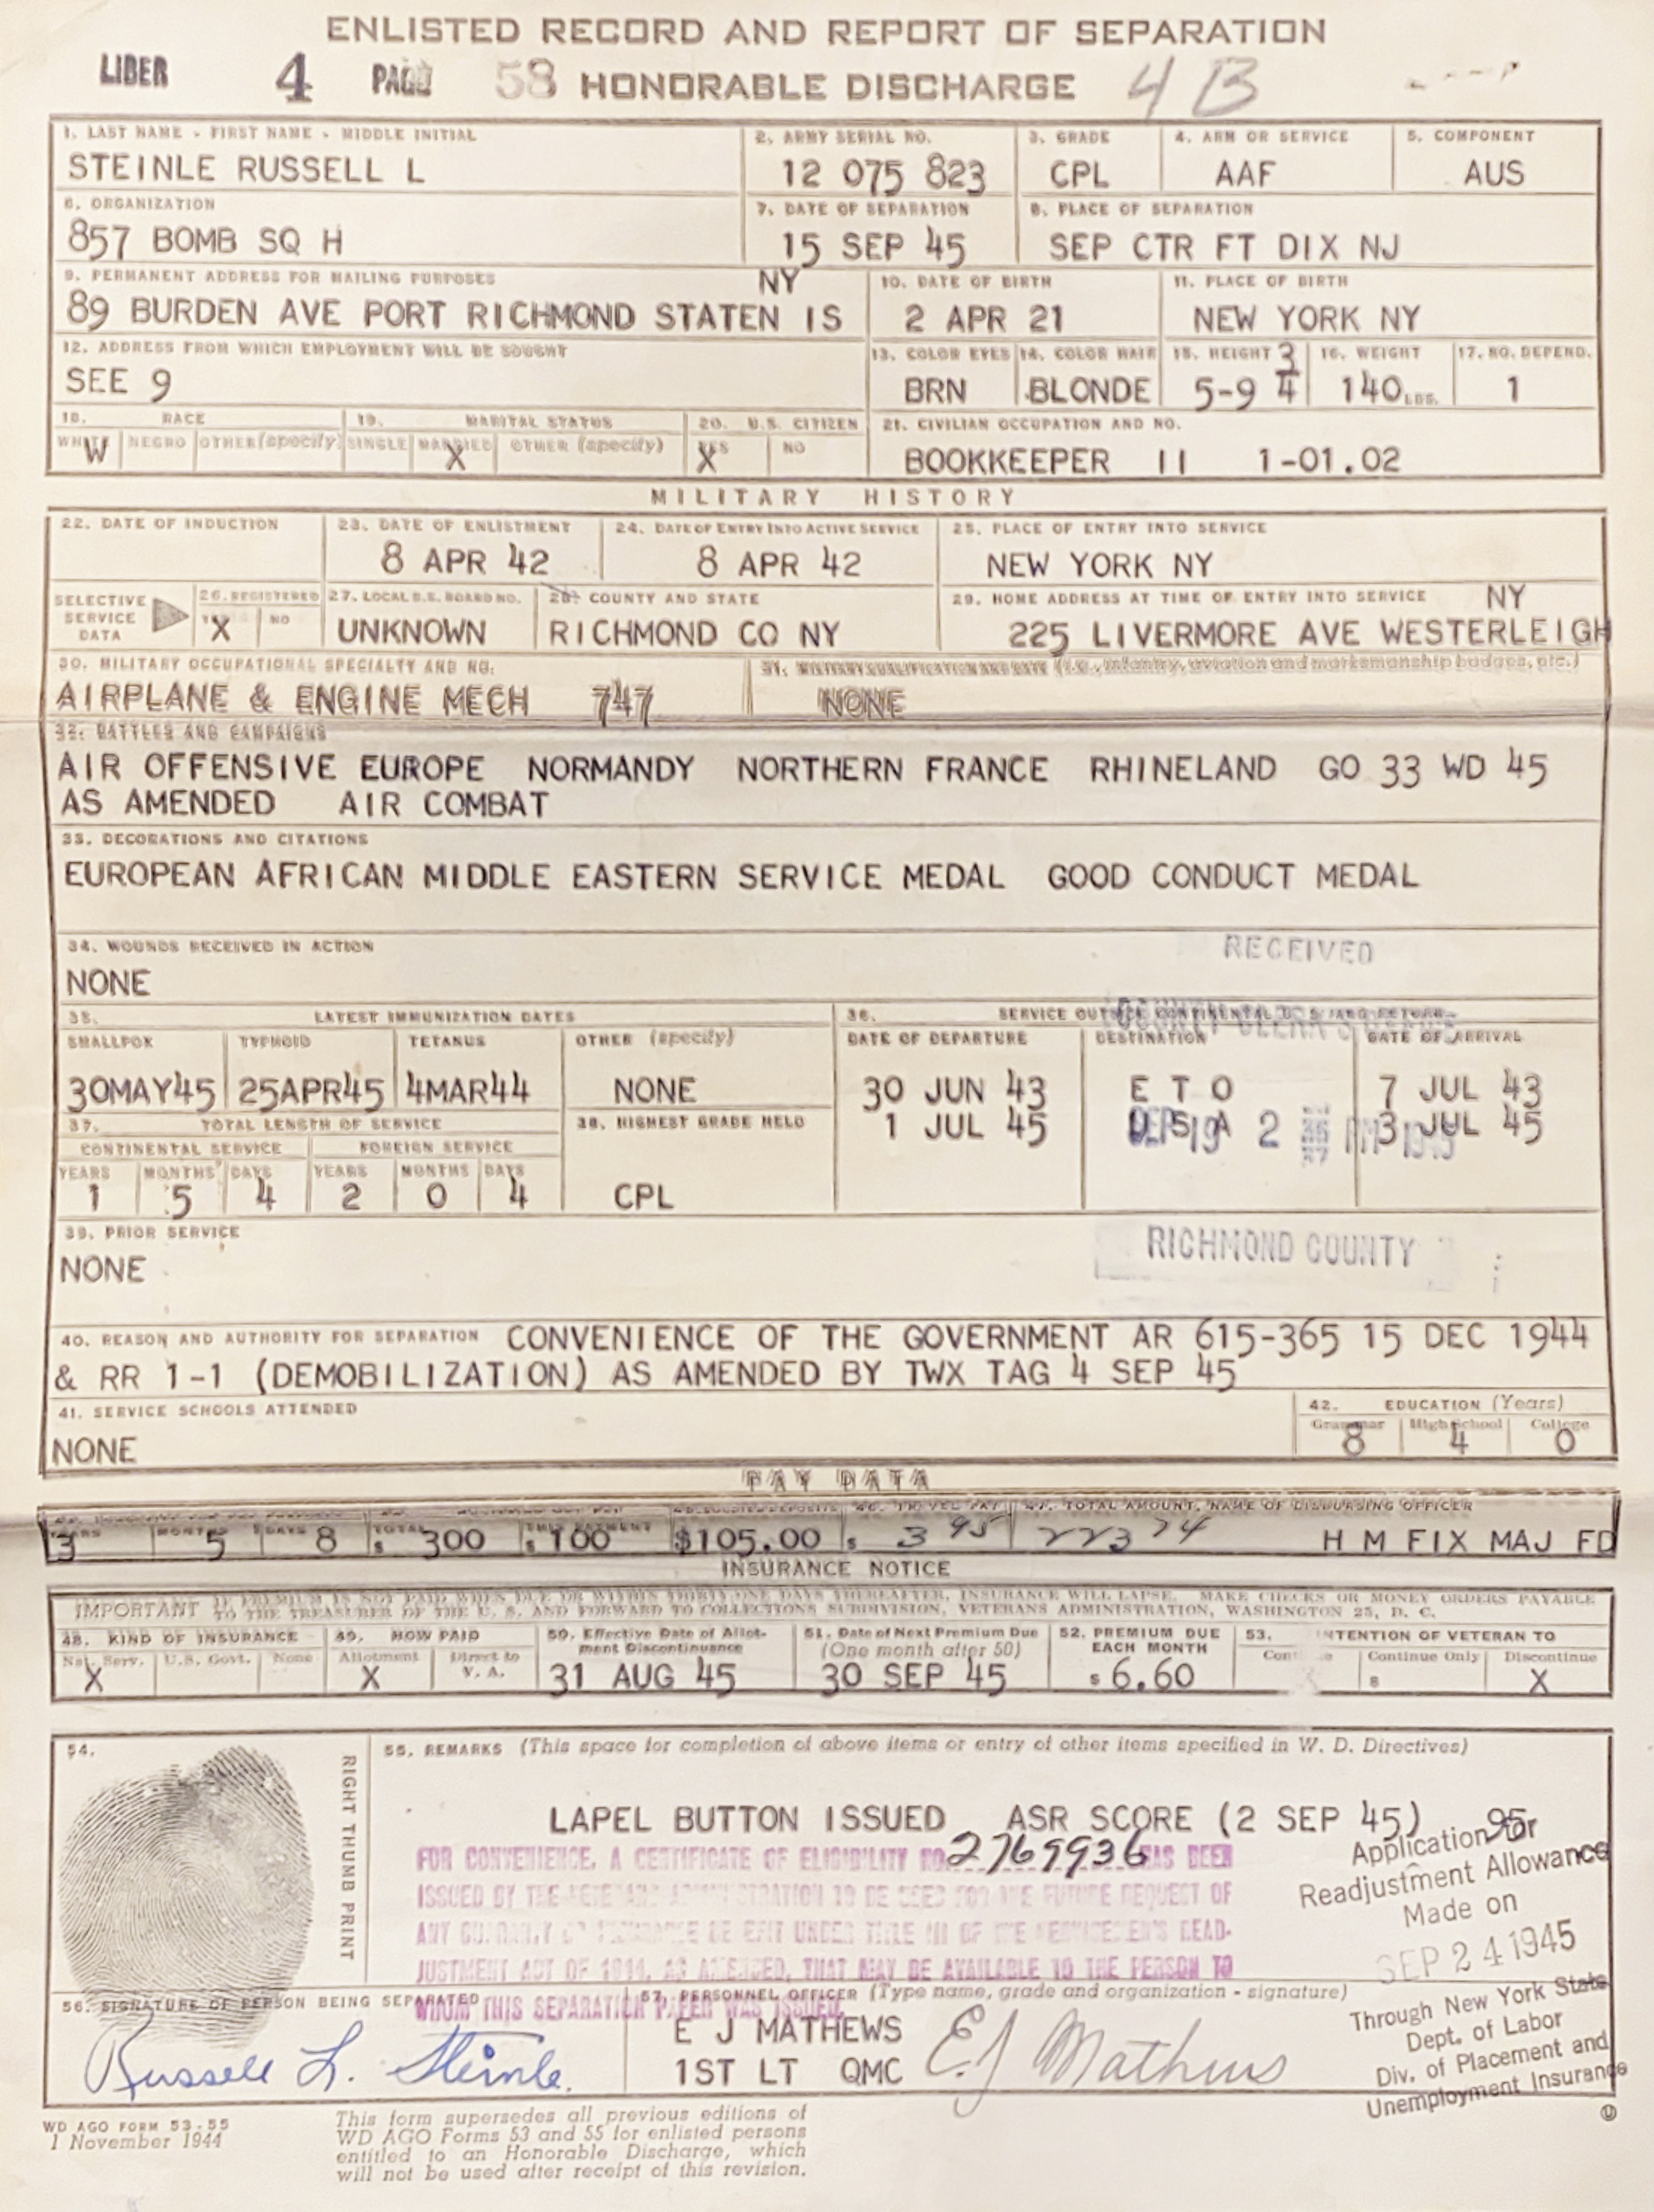 ENLISTED RECORD AND REPORT OF SEPARATION
LIBER 4 PAGE 58 HONORABLE DISCHARGE 4 B
1. LAST NAME - FIRST NAME - MIDDLE INITIAL 2. ARMY SERIAL NO. 3. GRADE 4. ARM OR SERVICE 5. COMPONENT
STEINLE RUSSELL L 12 075 823 CPL AAF AUS
6. ORGANIZATION 7. DATE OF SEPARATION 8. PLACE OF SEPARATION
857 BOMB SQ H 15 SEP 45 SEP CTR FT DIX NJ
9. PERMANENT ADDRESS FOR MAILING PURPOSES NY 10. DATE OF BIRTH 11. PLACE OF BIRTH
89 BURDEN AVE PORT RICHMOND STATEN IS 2 APR 21 NEW YORK NY
12. ADDRESS FROM WHICH EMPLOYMENT WILL BE SOUGHT 13. COLOR EYES 14. COLOR HAIR 15. HEIGHT 16. WEIGHT 17. NO. DEPEND.
SEE 9 BRN BLONDE 5-9 3/4 140 LBS. 1
18. RACE 19. MARITAL STATUS 20. U.S. CITIZEN 21. CIVILIAN OCCUPATION AND NO.
WHITE NEGRO OTHER (specify) SINGLE MARRIED OTHER (specify) YES NO
W X X BOOKKEEPER II 1-01.02
MILITARY HISTORY
22. DATE OF INDUCTION 23. DATE OF ENLISTMENT 24. DATE OF ENTRY INTO ACTIVE SERVICE 25. PLACE OF ENTRY INTO SERVICE
8 APR 42 8 APR 42 NEW YORK NY
SELECTIVE SERVICE DATA 26. REGISTERED 27. LOCAL S.S. BOARD NO. 28. COUNTY AND STATE 29. HOME ADDRESS AT TIME OF ENTRY INTO SERVICE NY
YES X NO UNKNOWN RICHMOND CO NY 225 LIVERMORE AVE WESTERLEIGH
30. MILITARY OCCUPATIONAL SPECIALTY AND NO. 31. MILITARY QUALIFICATION AND DATE (i.e., infantry, aviation and marksmanship badges, etc.)
AIRPLANE & ENGINE MECH 747 NONE
32. BATTLES AND CAMPAIGNS
AIR OFFENSIVE EUROPE NORMANDY NORTHERN FRANCE RHINELAND GO 33 WD 45
AS AMENDED AIR COMBAT
33. DECORATIONS AND CITATIONS
EUROPEAN AFRICAN MIDDLE EASTERN SERVICE MEDAL GOOD CONDUCT MEDAL
34. WOUNDS RECEIVED IN ACTION RECEIVED
NONE
COUNTY CLERK'S OFFICE
35. LATEST IMMUNIZATION DATES 36. SERVICE OUTSIDE CONTINENTAL U. S. AND RETURN
SMALLPOX TYPHOID TETANUS OTHER (specify) DATE OF DEPARTURE DESTINATION DATE OF ARRIVAL
30MAY45 25APR45 4MAR44 NONE 30 JUN 43 E T O 7 JUL 43
37. TOTAL LENGTH OF SERVICE 38. HIGHEST GRADE HELD 1 JUL 45 U S A 3 JUL 45
CONTINENTAL SERVICE FOREIGN SERVICE
YEARS MONTHS DAYS YEARS MONTHS DAYS
1 5 4 2 0 4 CPL
39. PRIOR SERVICE RICHMOND COUNTY
NONE
40. REASON AND AUTHORITY FOR SEPARATION CONVENIENCE OF THE GOVERNMENT AR 615-365 15 DEC 1944
& RR 1-1 (DEMOBILIZATION) AS AMENDED BY TWX TAG 4 SEP 45
41. SERVICE SCHOOLS ATTENDED 42. EDUCATION (Years)
Grammar High School College
NONE 8 4 0
PAY DATA
45. SOLDIER DEPOSITS 46. TRAVEL PAY 47. TOTAL AMOUNT, NAME OF DISBURSING OFFICER
YEARS MONTHS DAYS TOTAL THIS PAYMENT
3 5 8 $ 300 $ 100 $105.00 $ 3 95 223 74 H M FIX MAJ FD
INSURANCE NOTICE
IMPORTANT IF PREMIUM IS NOT PAID WHEN DUE OR WITHIN THIRTY-ONE DAYS THEREAFTER, INSURANCE WILL LAPSE. MAKE CHECKS OR MONEY ORDERS PAYABLE
TO THE TREASURER OF THE U. S. AND FORWARD TO COLLECTIONS SUBDIVISION, VETERANS ADMINISTRATION, WASHINGTON 25, D. C.
48. KIND OF INSURANCE 49. HOW PAID 50. Effective Date of Allotment Discontinuance 51. Date of Next Premium Due (One month after 50) 52. PREMIUM DUE EACH MONTH 53. INTENTION OF VETERAN TO
Nat. Serv. U.S. Govt. None Allotment Direct to V. A. Continue Continue Only Discontinue
X X 31 AUG 45 30 SEP 45 $ 6.60 $ X
54. RIGHT THUMB PRINT
55. REMARKS (This space for completion of above items or entry of other items specified in W. D. Directives)
LAPEL BUTTON ISSUED ASR SCORE (2 SEP 45) 95
FOR CONVENIENCE, A CERTIFICATE OF ELIGIBILITY NO. 2769936 HAS BEEN
ISSUED BY THE VETERANS ADMINISTRATION TO BE USED FOR THE FUTURE REQUEST OF
ANY GUARANTY OR INSURANCE BENEFIT UNDER TITLE III OF THE SERVICEMEN'S READ-
JUSTMENT ACT OF 1944, AS AMENDED, THAT MAY BE AVAILABLE TO THE PERSON TO
WHOM THIS SEPARATION PAPER WAS ISSUED.
Application for
Readjustment Allowance
Made on
SEP 24 1945
Through New York State
Dept. of Labor
Div. of Placement and
Unemployment Insurance
56. SIGNATURE OF PERSON BEING SEPARATED 57. PERSONNEL OFFICER (Type name, grade and organization - signature)
Russell L. Steinle
E J MATHEWS
1ST LT QMC
E. J Mathews
WD AGO FORM 53-55
1 November 1944
This form supersedes all previous editions of
WD AGO Forms 53 and 55 for enlisted persons
entitled to an Honorable Discharge, which
will not be used after receipt of this revision.